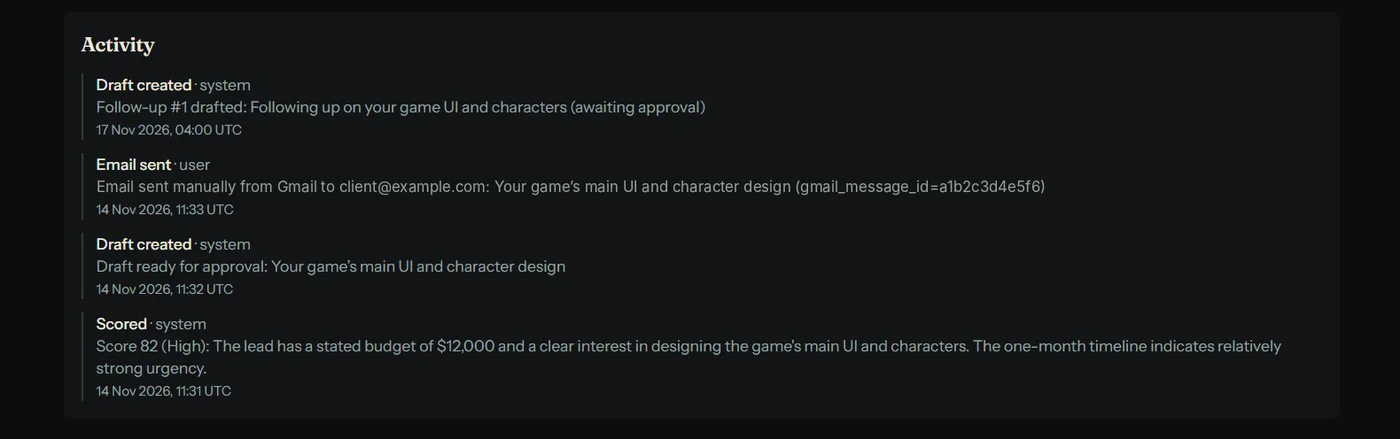 Activity
Draft created · system
Follow-up #1 drafted: Following up on your game UI and characters (awaiting approval)
17 Nov 2026, 04:00 UTC
Email sent · user
Email sent manually from Gmail to client@example.com: Your game's main UI and character design (gmail_message_id=a1b2c3d4e5f6)
14 Nov 2026, 11:33 UTC
Draft created · system
Draft ready for approval: Your game's main UI and character design
14 Nov 2026, 11:32 UTC
Scored · system
Score 82 (High): The lead has a stated budget of $12,000 and a clear interest in designing the game's main UI and characters. The one-month timeline indicates relatively
strong urgency.
14 Nov 2026, 11:31 UTC